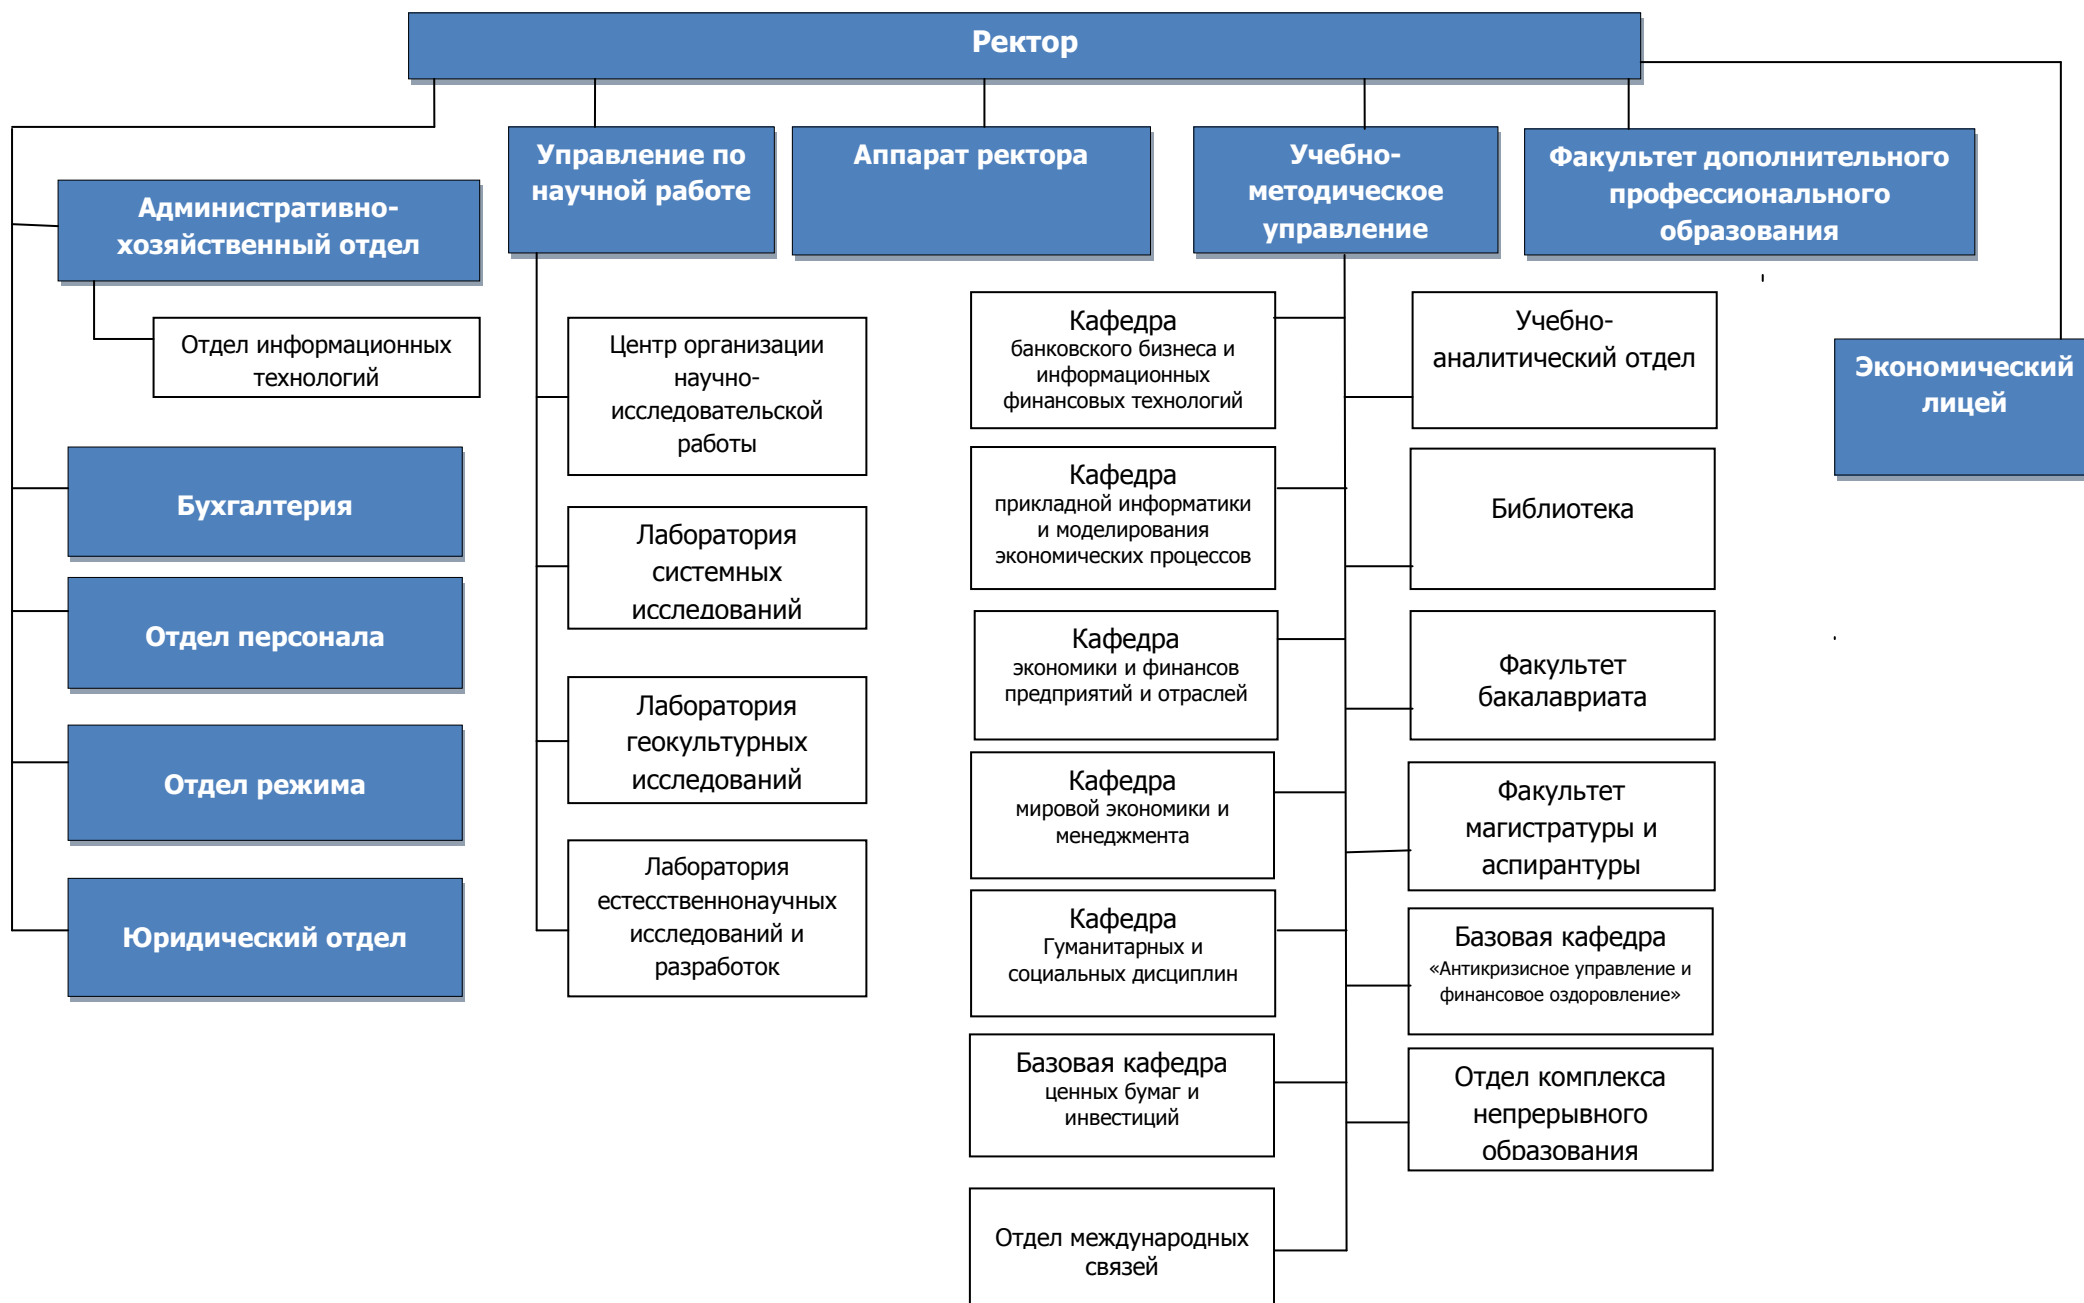 Ректор
Управление по
научной работе
Аппарат ректора
Учебно-
методическое
управление
Факультет дополнительного
профессионального
образования
Административно-
хозяйственный отдел
Отдел информационных
технологий
Бухгалтерия
Отдел персонала
Отдел режима
Юридический отдел
Центр организации
научно-
исследовательской
работы
Лаборатория
системных
исследований
Лаборатория
геокультурных
исследований
Лаборатория
естесственнонаучных
исследований и
разработок
Кафедра
банковского бизнеса и
информационных
финансовых технологий
Кафедра
прикладной информатики
и моделирования
экономических процессов
Кафедра
экономики и финансов
предприятий и отраслей
Кафедра
мировой экономики и
менеджмента
Кафедра
Гуманитарных и
социальных дисциплин
Базовая кафедра
ценных бумаг и
инвестиций
Отдел международных
связей
Учебно-
аналитический отдел
Библиотека
Факультет
бакалавриата
Факультет
магистратуры и
аспирантуры
Базовая кафедра
«Антикризисное управление и
финансовое оздоровление»
Отдел комплекса
непрерывного
образования
Экономический
лицей